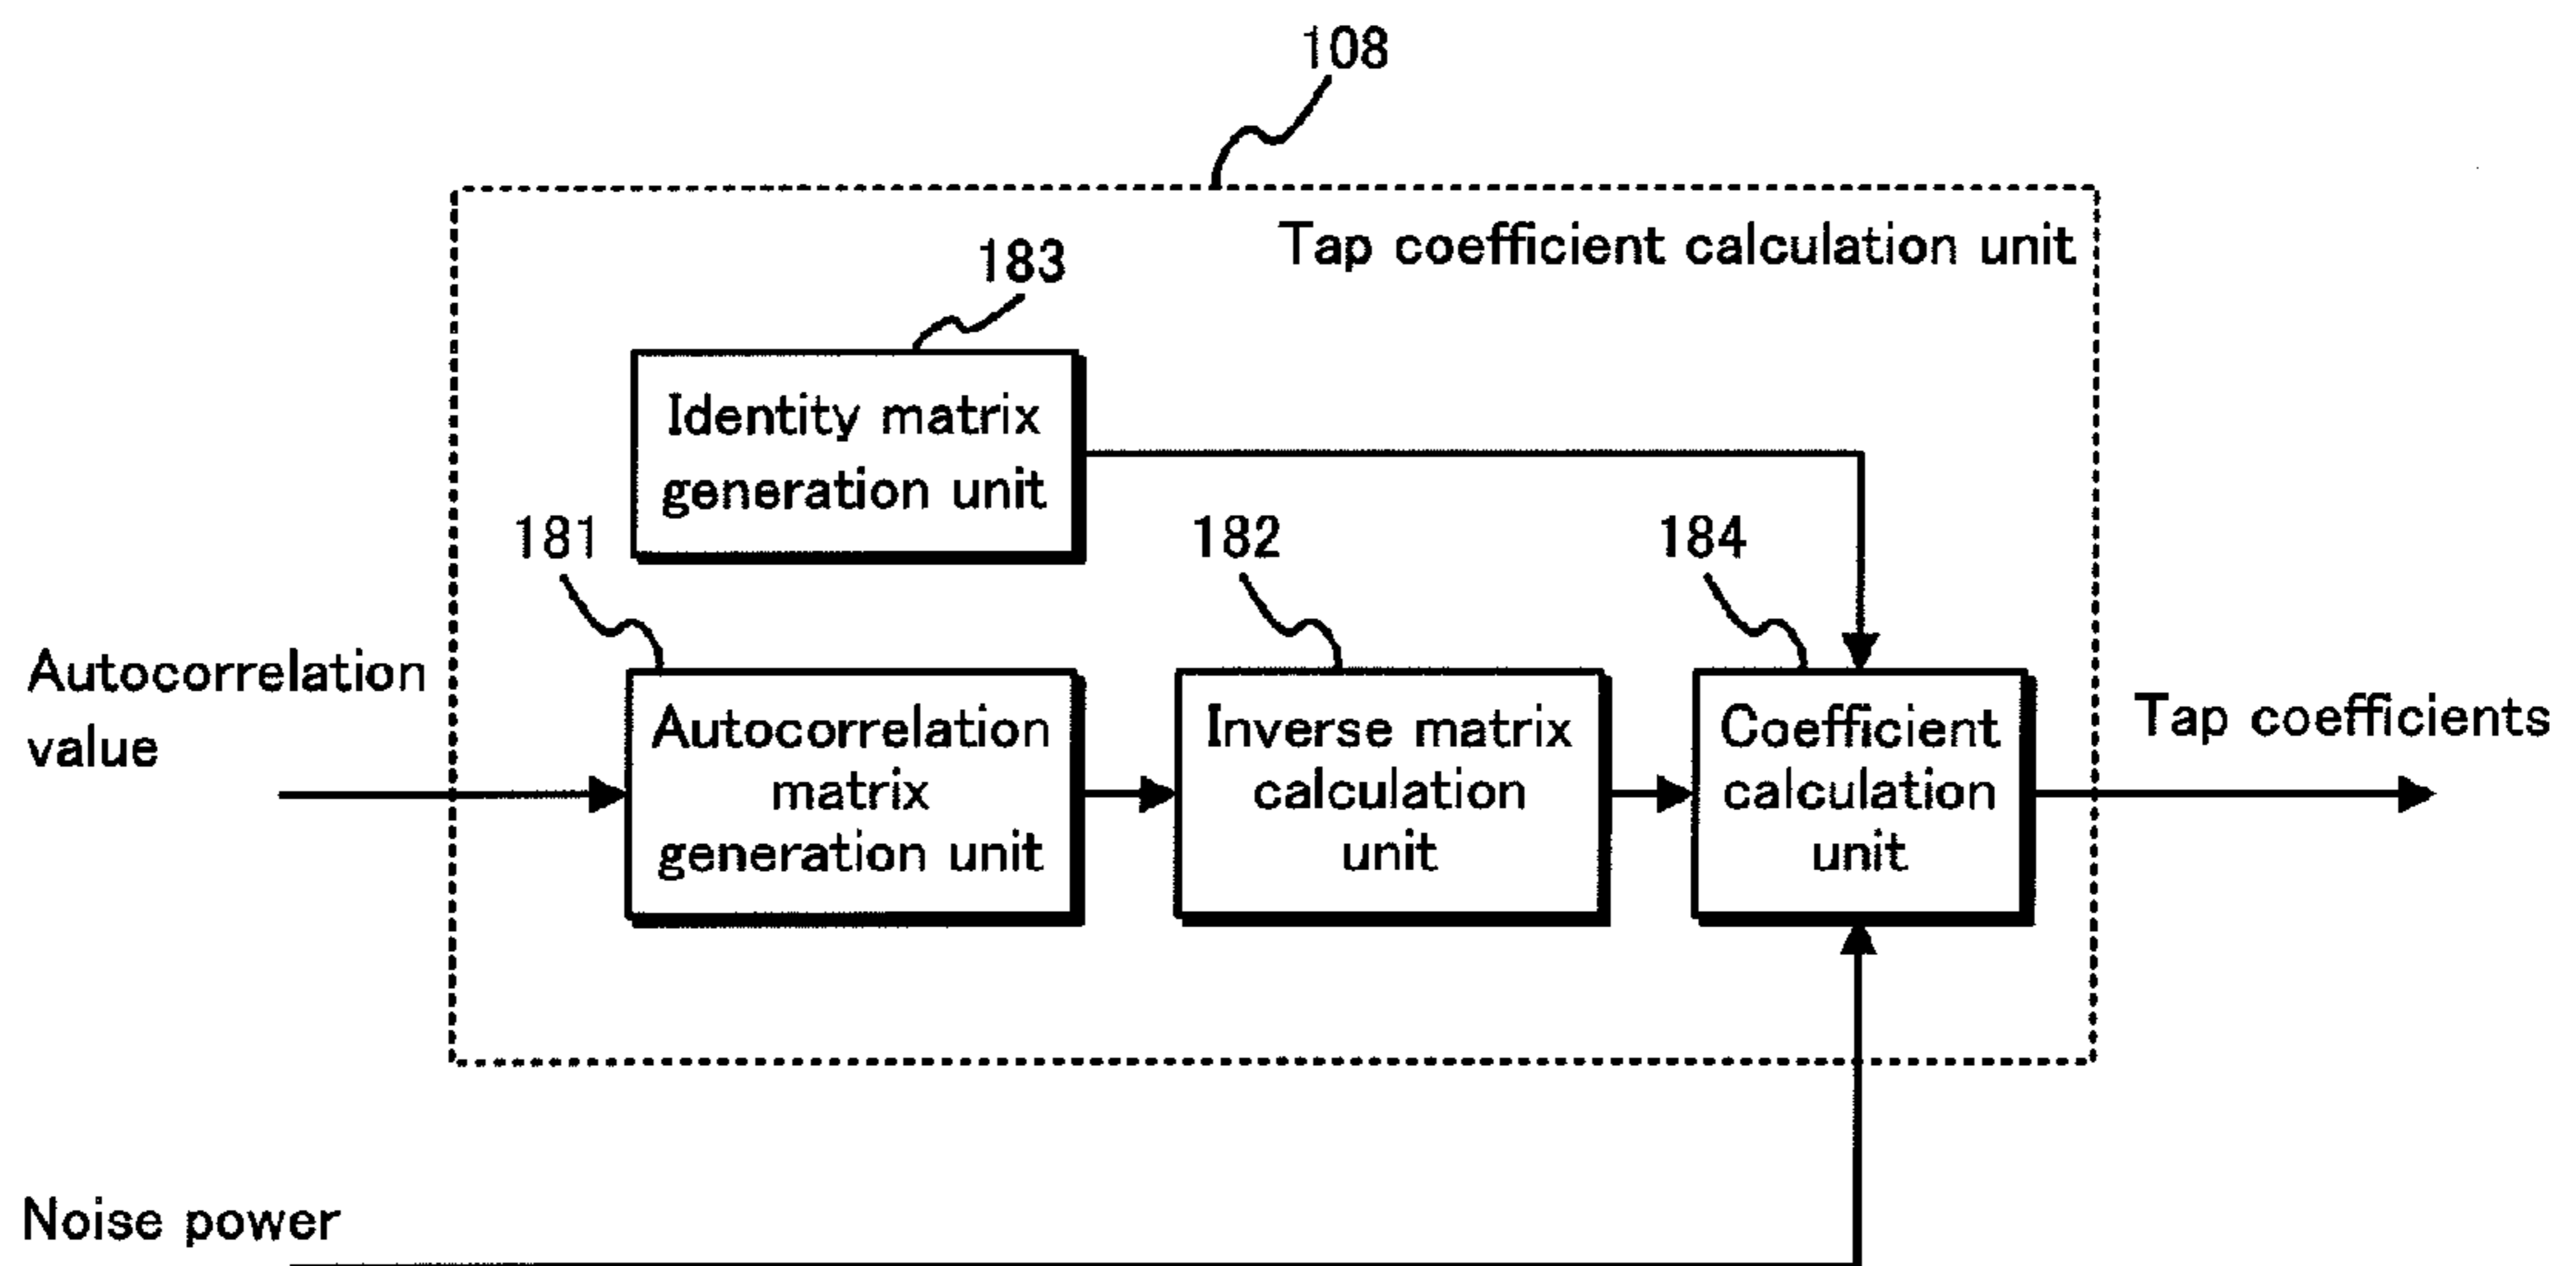 108
Tap coefficient calculation unit
183
Identity matrix
generation unit
181
182
184
Autocorrelation
value
Autocorrelation
matrix
generation unit
Inverse matrix
calculation
unit
Coefficient
calculation
unit
Tap coefficients
Noise power